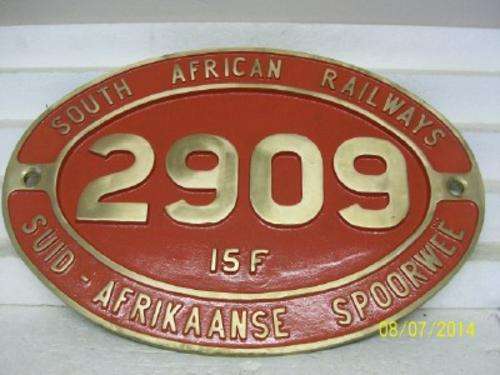 SOUTH AFRICAN RAILWAYS
2909
15F
SUID - AFRIKAANSE SPOORWEË
08/07/2014